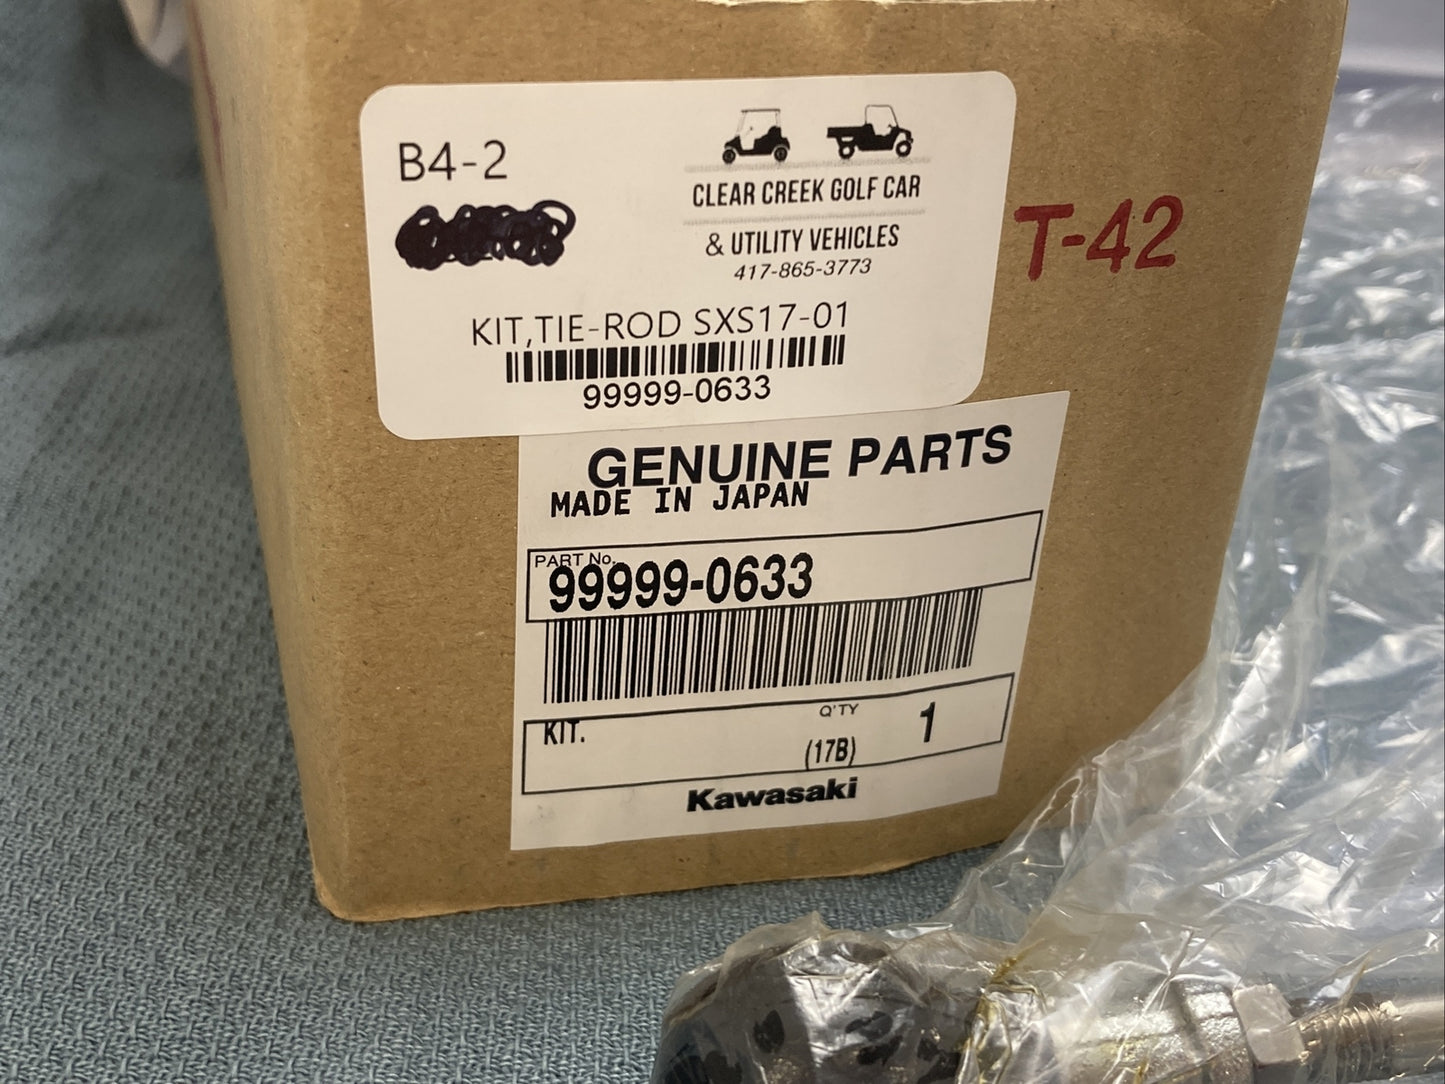 B4-2
CLEAR CREEK GOLF CAR
& UTILITY VEHICLES
417-865-3773
KIT,TIE-ROD SXS17-01
99999-0633
T-42
GENUINE PARTS
MADE IN JAPAN
PART No.
99999-0633
KIT.
Q'TY
(17B)
1
Kawasaki